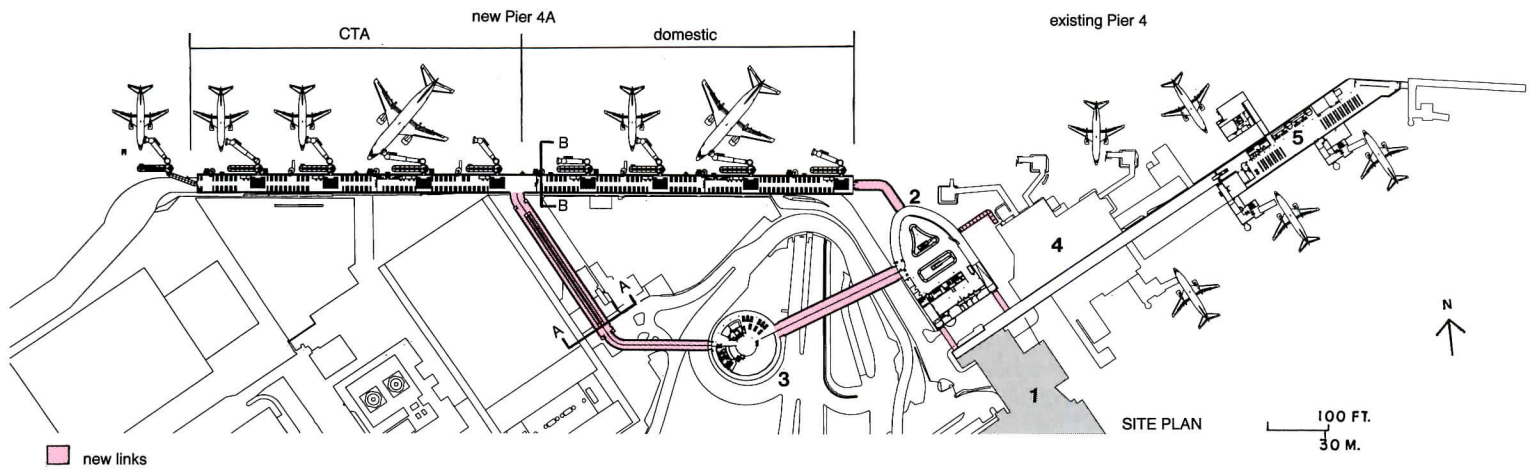 new Pier 4A
existing Pier 4
CTA
domestic
B
B
5
2
4
A
A
3
1
N
SITE PLAN
100 FT.
30 M.
new links